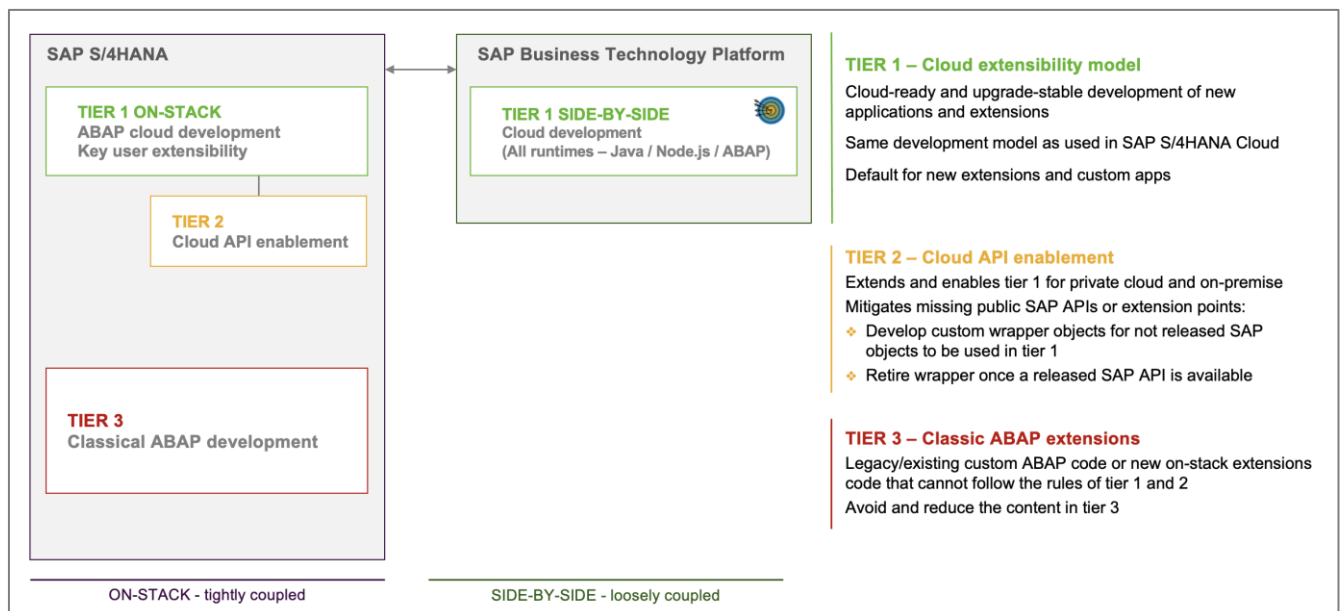 SAP S/4HANA
TIER 1 ON-STACK
ABAP cloud development
Key user extensibility
TIER 2
Cloud API enablement
TIER 3
Classical ABAP development
ON-STACK - tightly coupled
SAP Business Technology Platform
TIER 1 SIDE-BY-SIDE
Cloud development
(All runtimes – Java / Node.js / ABAP)
SIDE-BY-SIDE - loosely coupled
TIER 1 – Cloud extensibility model
Cloud-ready and upgrade-stable development of new
applications and extensions
Same development model as used in SAP S/4HANA Cloud
Default for new extensions and custom apps
TIER 2 – Cloud API enablement
Extends and enables tier 1 for private cloud and on-premise
Mitigates missing public SAP APIs or extension points:
❖ Develop custom wrapper objects for not released SAP
objects to be used in tier 1
❖ Retire wrapper once a released SAP API is available
TIER 3 – Classic ABAP extensions
Legacy/existing custom ABAP code or new on-stack extensions
code that cannot follow the rules of tier 1 and 2
Avoid and reduce the content in tier 3